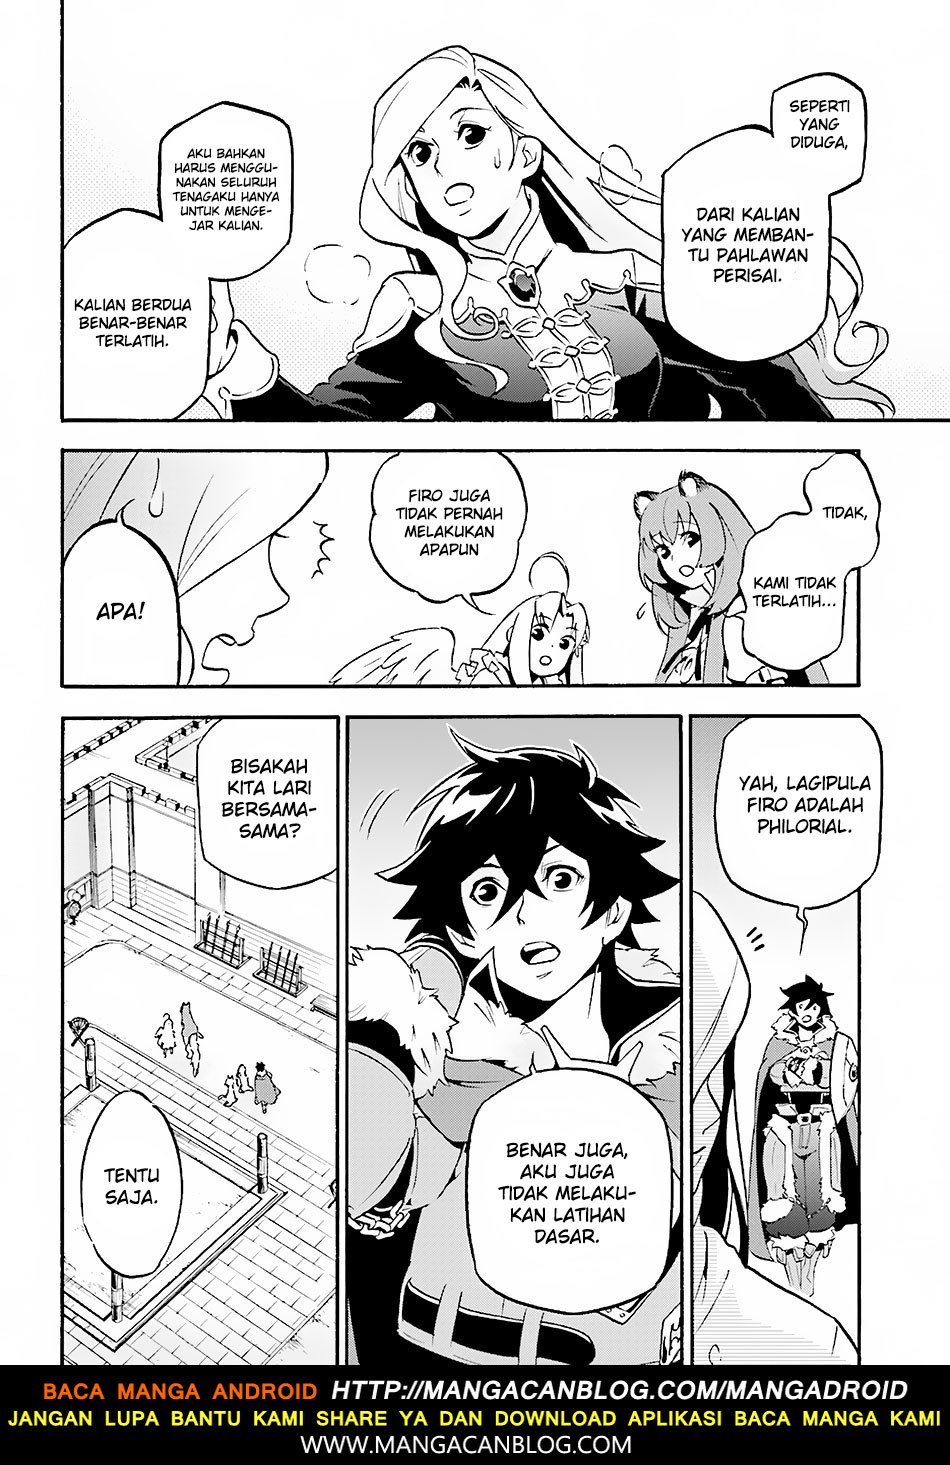 SEPERTI
YANG
DIDUGA,
DARI KALIAN
YANG MEMBAN-
TU PAHLAWAN
PERISAI.
AKU BAHKAN
HARUS MENGGU-
NAKAN SELURUH
TENAGAKU HANYA
UNTUK MENGE-
JAR KALIAN.
KALIAN BERDUA
BENAR-BENAR
TERLATIH.
TIDAK,
KAMI TIDAK
TERLATIH...
FIRO JUGA
TIDAK PERNAH
MELAKUKAN
APAPUN
APA!
YAH, LAGIPULA
FIRO ADALAH
PHILORIAL.
BENAR JUGA,
AKU JUGA
TIDAK MELAKU-
KAN LATIHAN
DASAR.
BISAKAH
KITA LARI
BERSAMA-
SAMA?
TENTU
SAJA.
BACA MANGA ANDROID HTTP://MANGACANBLOG.COM/MANGADROID
JANGAN LUPA BANTU KAMI SHARE YA DAN DOWNLOAD APLIKASI BACA MANGA KAMI
WWW.MANGACANBLOG.COM